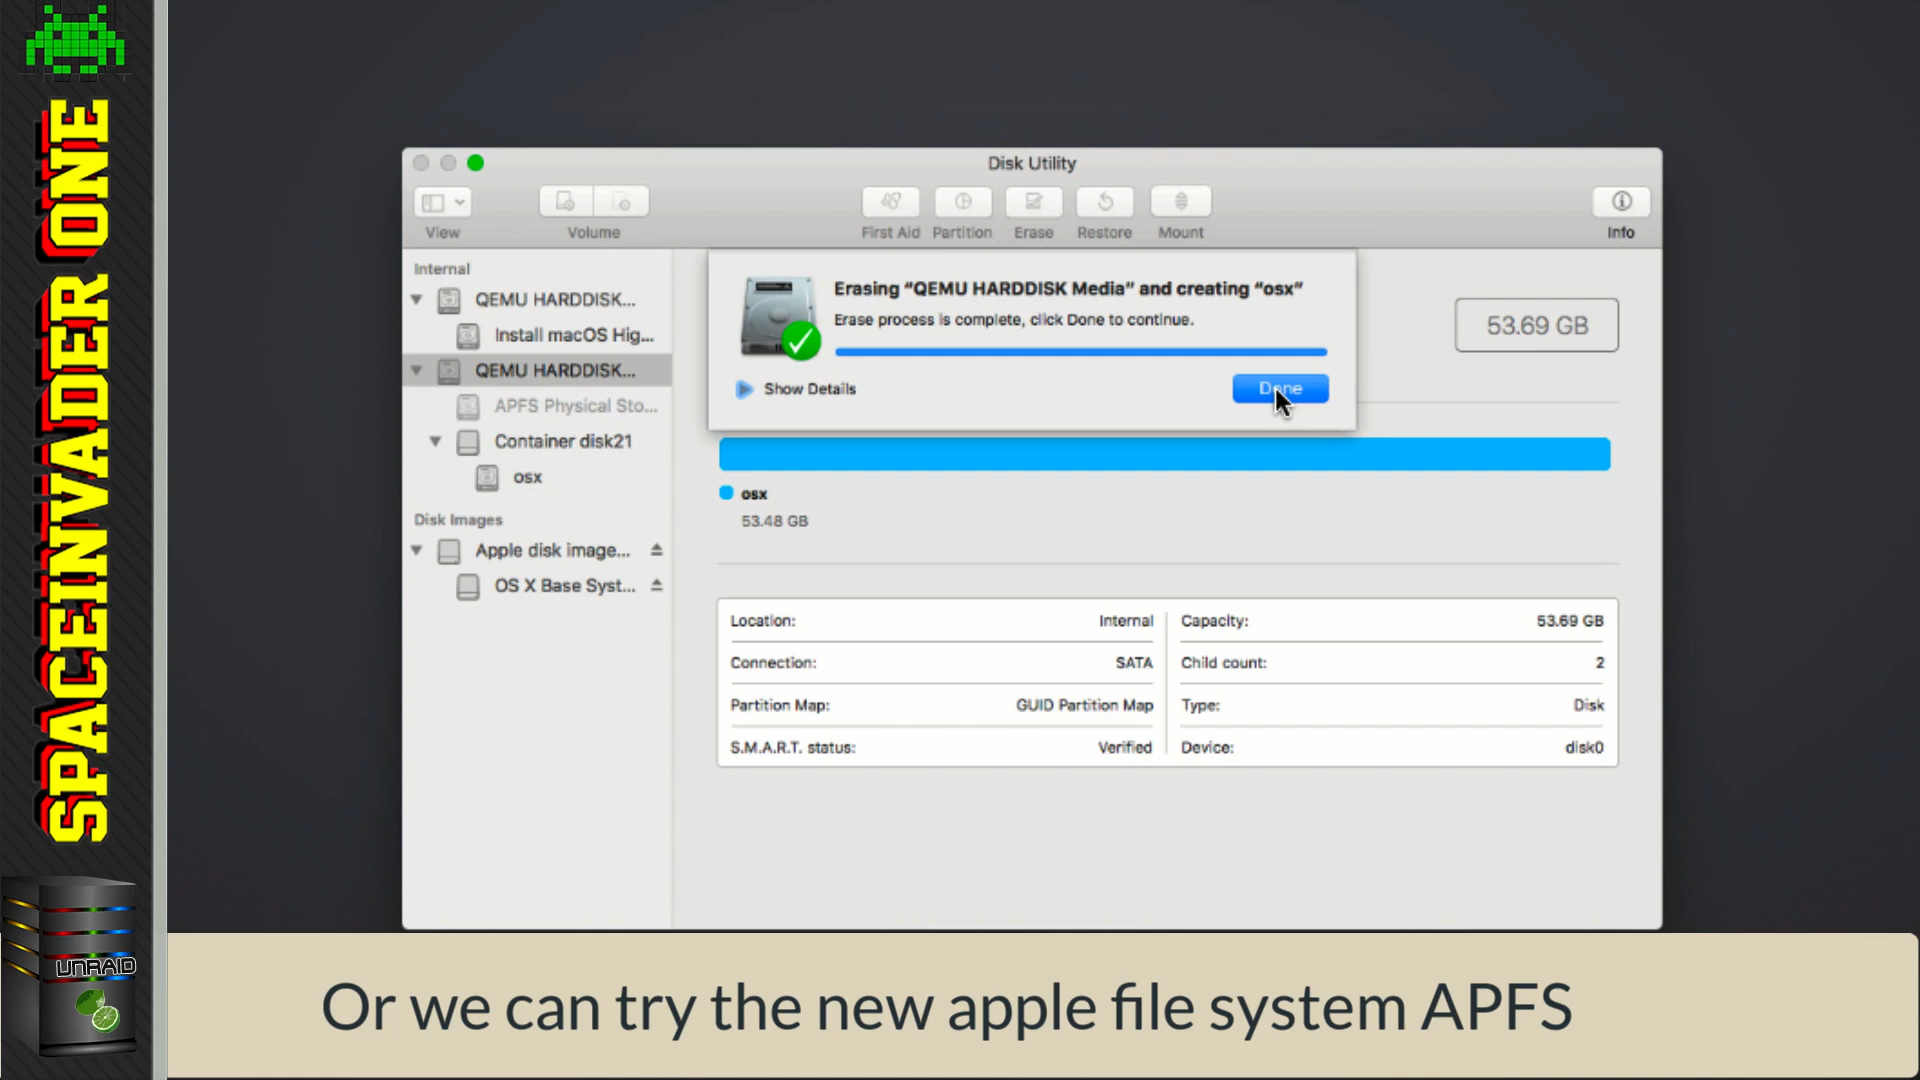 SPACEINVADER ONE
UNRAID
Disk Utility
View
Volume
First Aid
Partition
Erase
Restore
Mount
Info
Internal
QEMU HARDDISK...
Install macOS Hig...
QEMU HARDDISK...
APFS Physical Sto...
Container disk21
osx
Disk Images
Apple disk image...
OS X Base Syst...
Erasing “QEMU HARDDISK Media” and creating “osx”
Erase process is complete, click Done to continue.
Show Details
Done
53.69 GB
osx
53.48 GB
Location: Internal
Connection: SATA
Partition Map: GUID Partition Map
S.M.A.R.T. status: Verified
Capacity: 53.69 GB
Child count: 2
Type: Disk
Device: disk0
Or we can try the new apple file system APFS